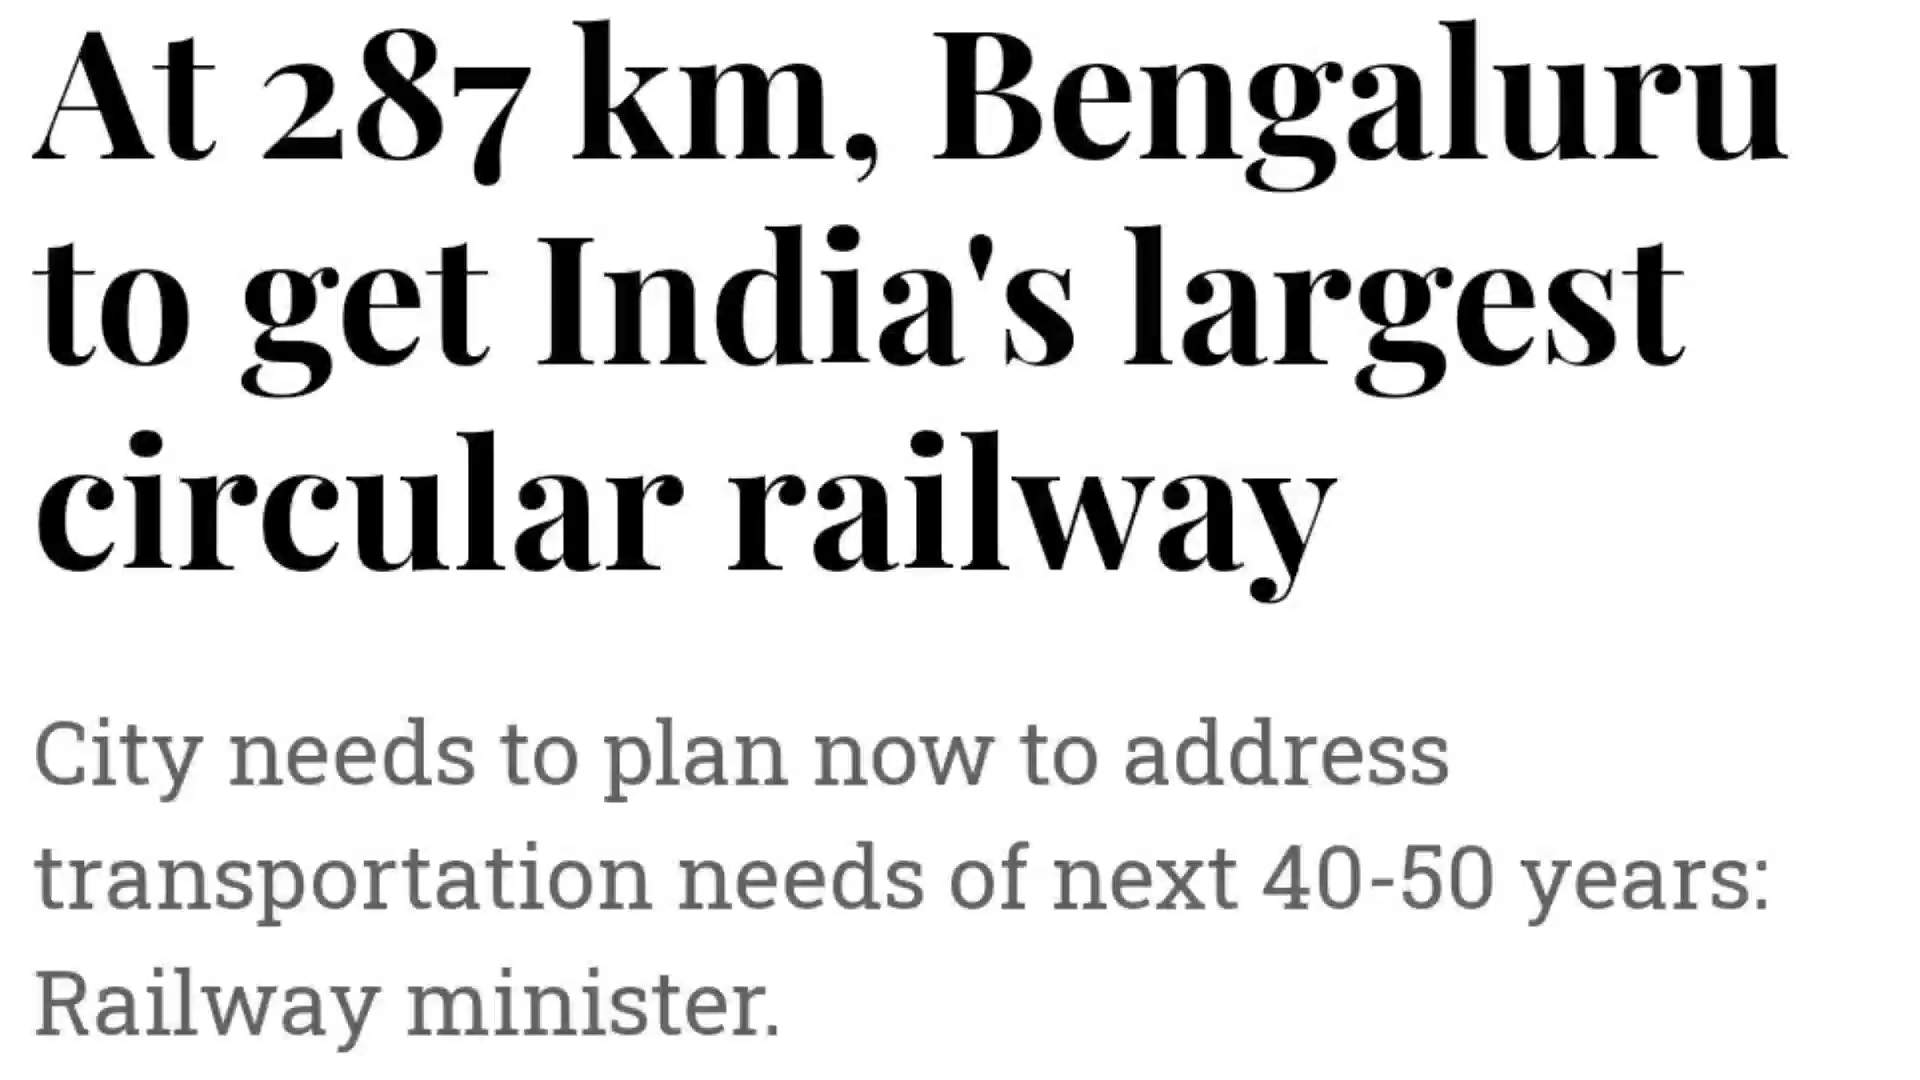 At 287 km, Bengaluru
to get India's largest
circular railway
City needs to plan now to address
transportation needs of next 40-50 years:
Railway minister.